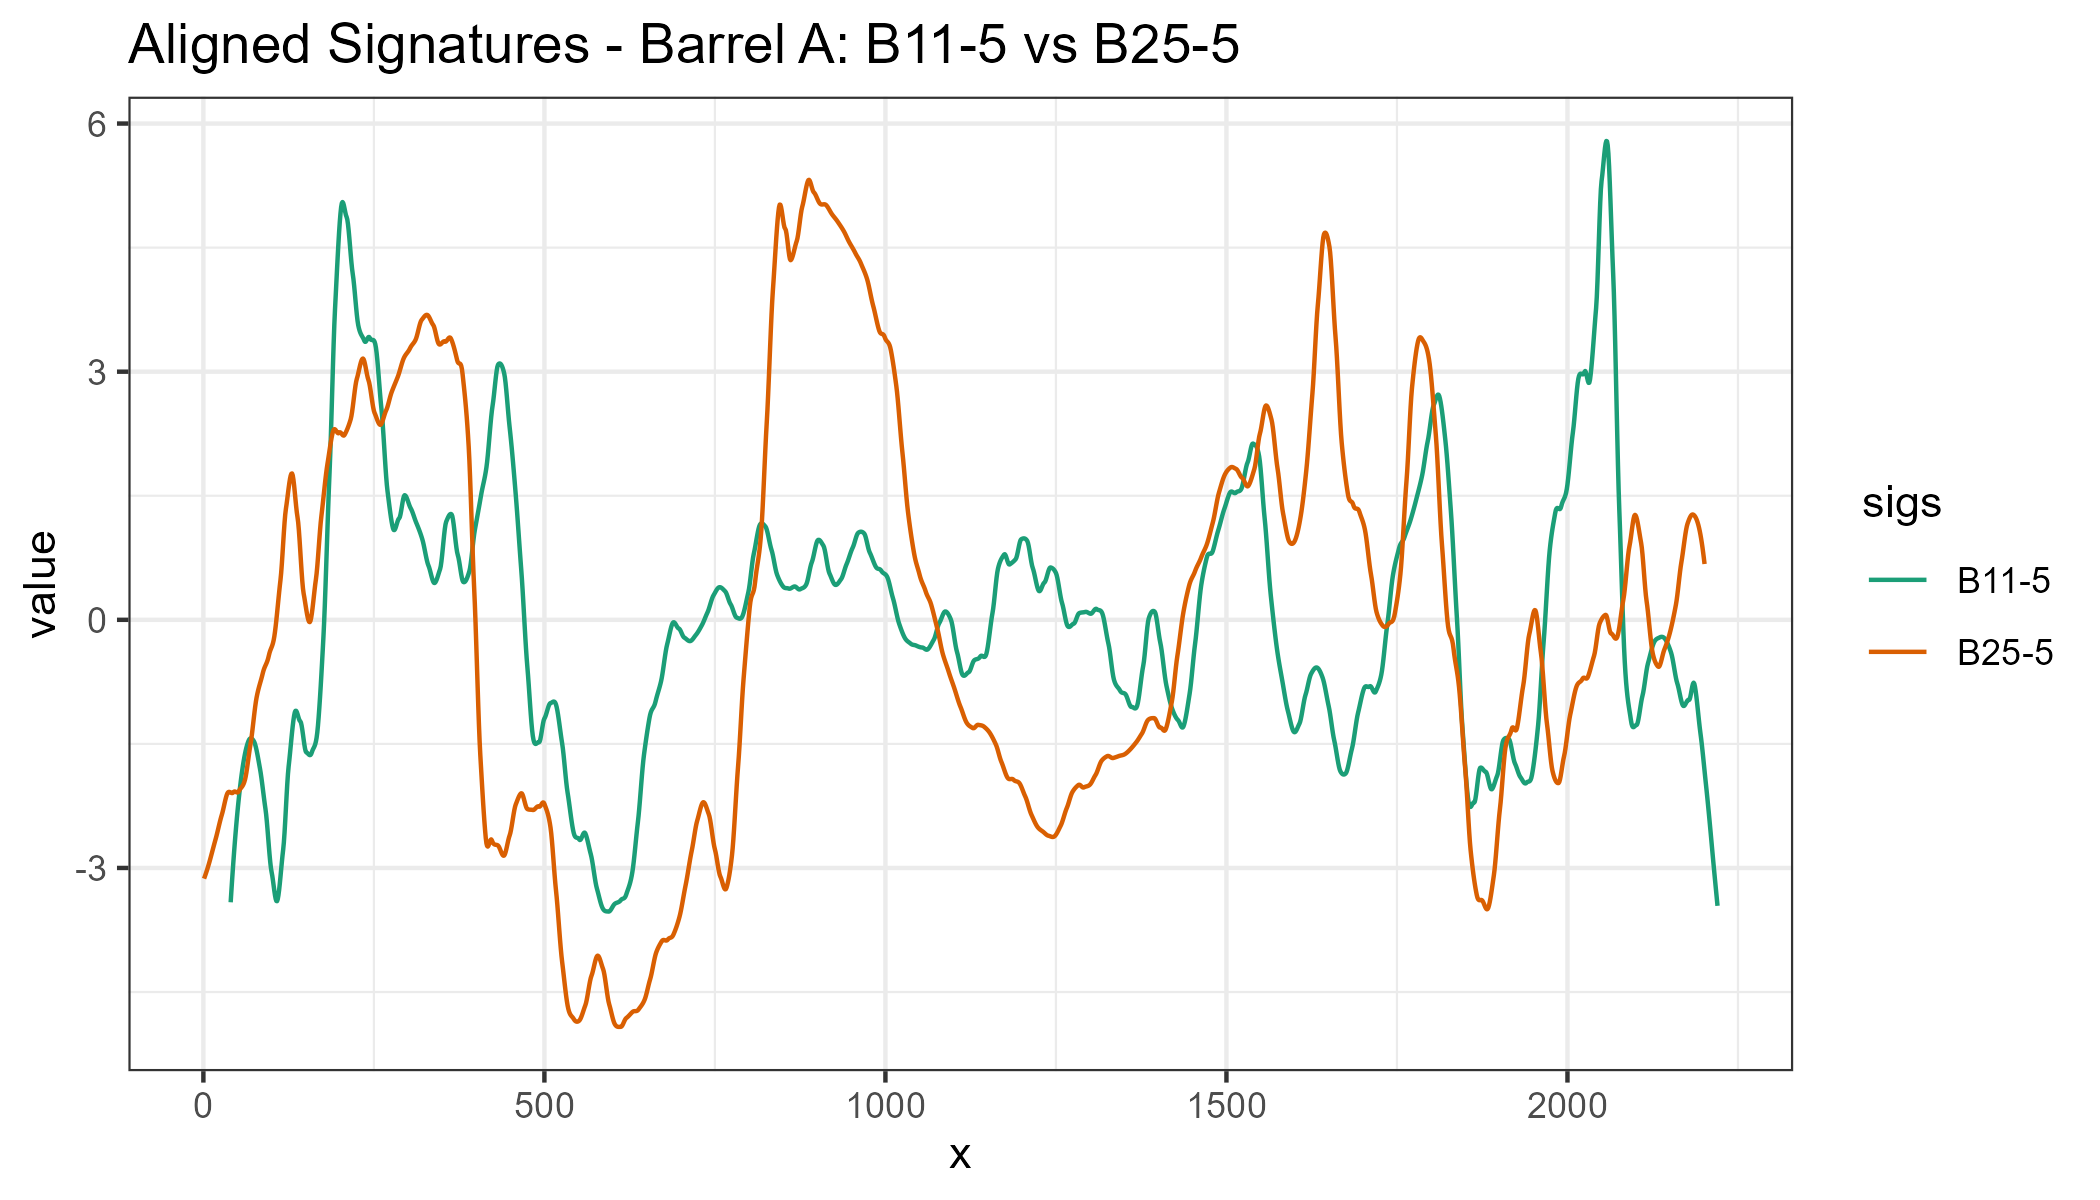 Aligned Signatures - Barrel A: B11-5 vs B25-5
6
3
0
-3
value
0 500 1000 1500 2000
x
sigs
B11-5
B25-5